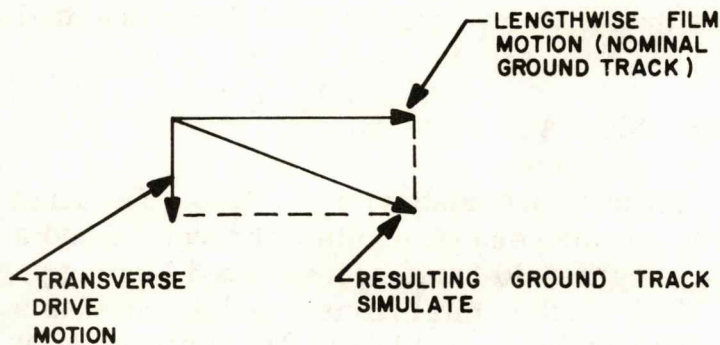 LENGTHWISE FILM
MOTION (NOMINAL
GROUND TRACK)
TRANSVERSE
DRIVE
MOTION
RESULTING GROUND TRACK
SIMULATE